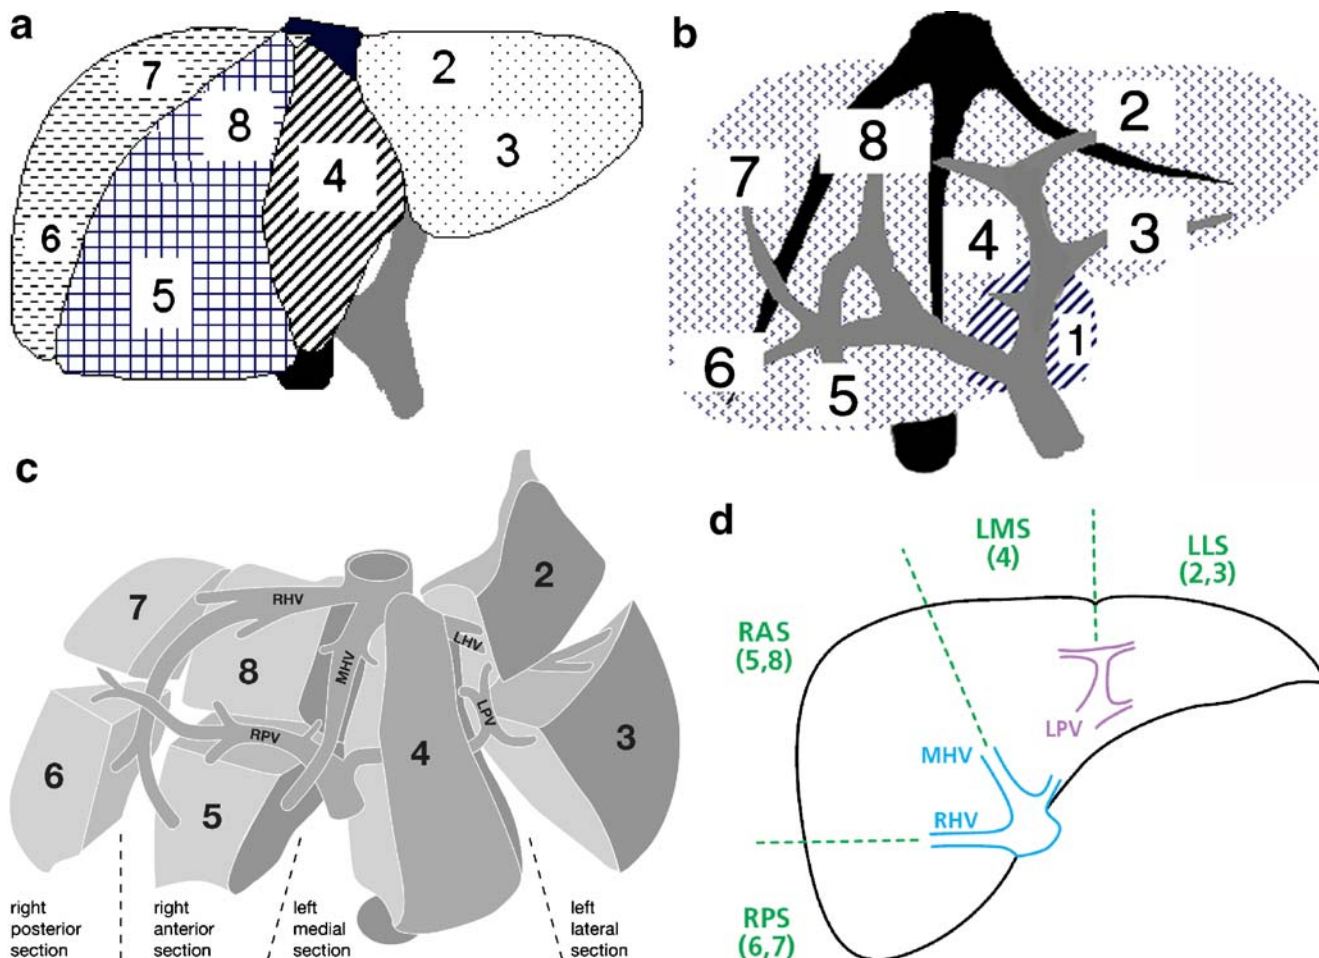 a
7
8
2
3
4
6
5
b
2
8
7
4
3
1
6
5
c
2
7
RHV
LHV
8
MHV
LPV
RPV
3
4
6
5
right
posterior
section
right
anterior
section
left
medial
section
left
lateral
section
d
LMS
(4)
LLS
(2,3)
RAS
(5,8)
LPV
MHV
RHV
RPS
(6,7)